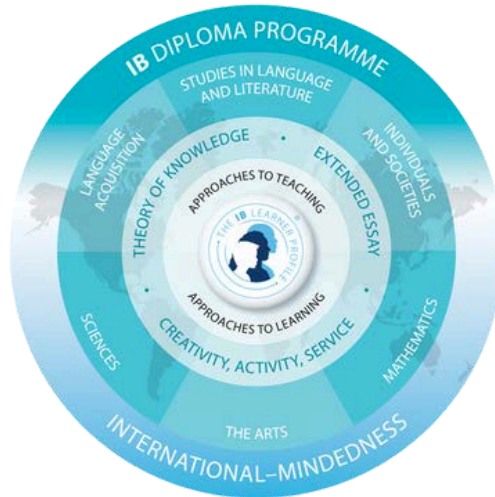 IB DIPLOMA PROGRAMME
STUDIES IN LANGUAGE
AND LITERATURE
LANGUAGE
ACQUISITION
INDIVIDUALS
AND SOCIETIES
THEORY OF KNOWLEDGE •
EXTENDED ESSAY •
APPROACHES TO TEACHING
THE IB LEARNER PROFILE
®
APPROACHES TO LEARNING
CREATIVITY, ACTIVITY, SERVICE •
SCIENCES
MATHEMATICS
THE ARTS
INTERNATIONAL–MINDEDNESS